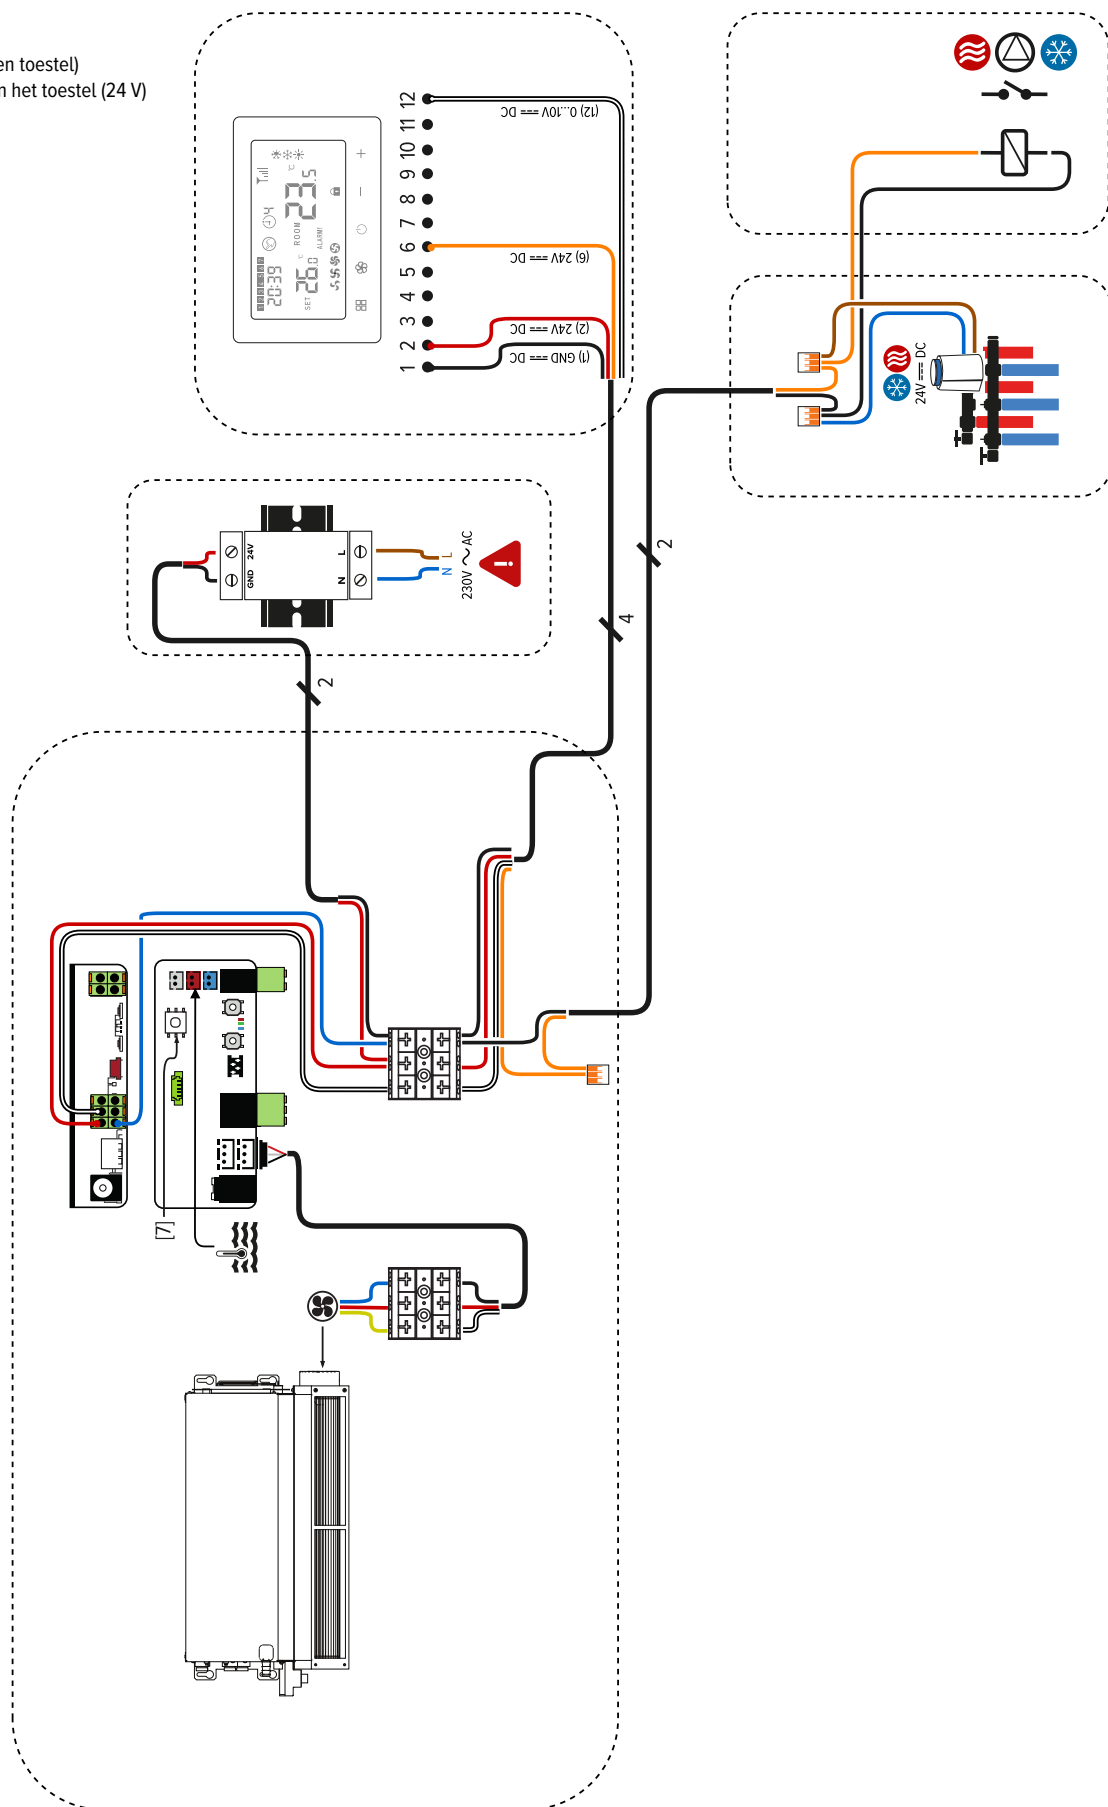 en toestel)
n het toestel (24 V)
12
11
10
9
8
7
6
5
4
3
2
1
(12) 0...10V DC
(6) 24V DC
(2) 24V DC
(1) GND DC
20:39
4
SET 26.0 °C
ROOM 23.5 °C
ALARM!
24V DC
GND 24V
N L
N L
230V ~ AC
2
4
2
[7]